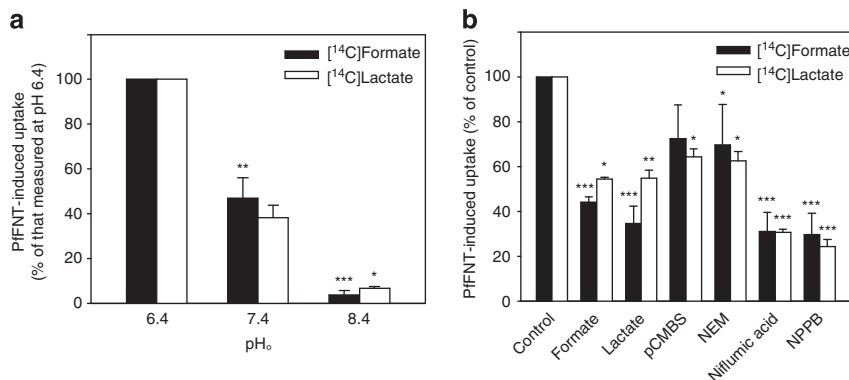 a
[¹⁴C]Formate
[¹⁴C]Lactate
PfFNT-induced uptake
(% of that measured at pH 6.4)
100
80
60
40
20
0
**
***
*
6.4
7.4
8.4
pHₒ
b
[¹⁴C]Formate
[¹⁴C]Lactate
PfFNT-induced uptake (% of control)
120
100
80
60
40
20
0
***
*
***
**
*
*
*
***
***
***
***
Control
Formate
Lactate
pCMBS
NEM
Niflumic acid
NPPB